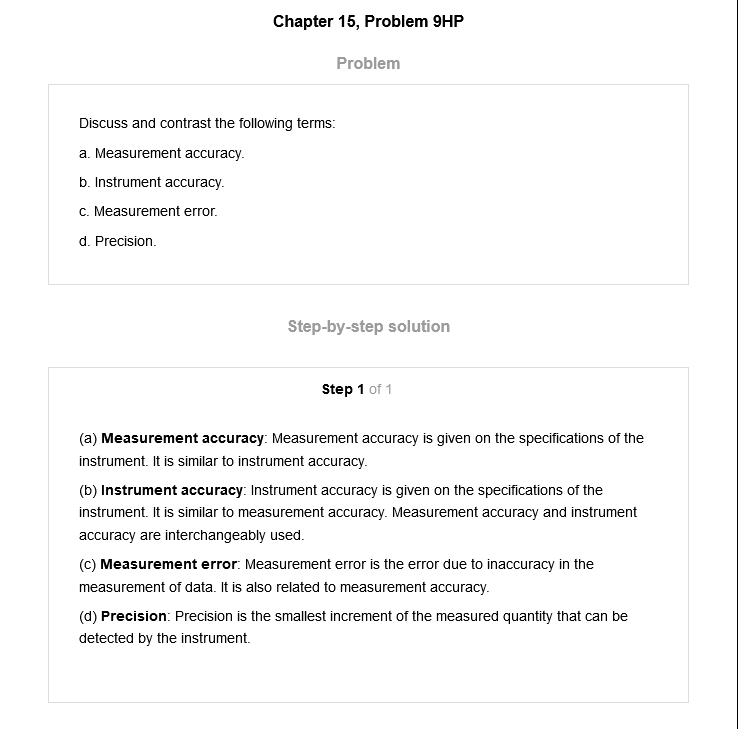 Chapter 15, Problem 9HP
Problem
Discuss and contrast the following terms:
a. Measurement accuracy.
b. Instrument accuracy.
c. Measurement error.
d. Precision.
Step-by-step solution
Step 1 of 1
(a) Measurement accuracy: Measurement accuracy is given on the specifications of the
instrument. It is similar to instrument accuracy.
(b) Instrument accuracy: Instrument accuracy is given on the specifications of the
instrument. It is similar to measurement accuracy. Measurement accuracy and instrument
accuracy are interchangeably used.
(c) Measurement error: Measurement error is the error due to inaccuracy in the
measurement of data. It is also related to measurement accuracy.
(d) Precision: Precision is the smallest increment of the measured quantity that can be
detected by the instrument.